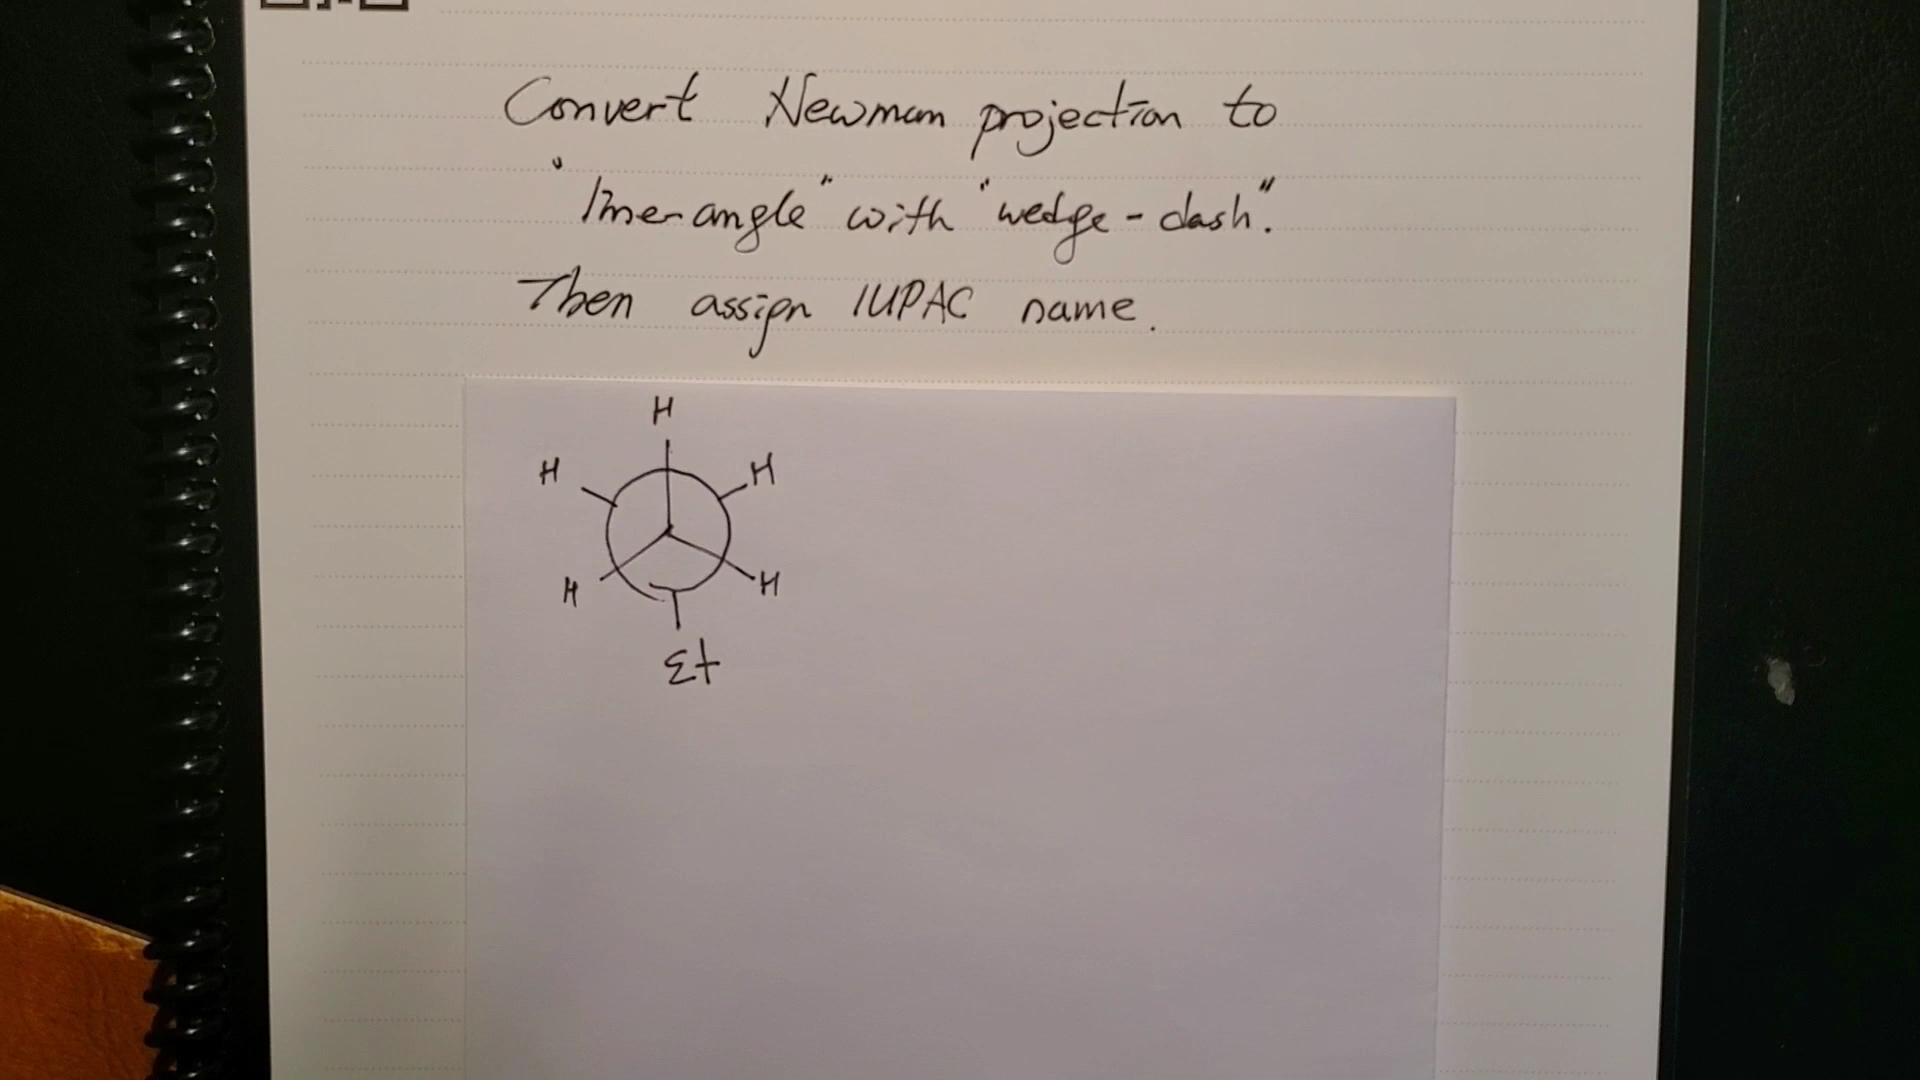 Convert Newman projection to
"line-angle" with "wedge-dash".
Then assign IUPAC name.
H
H H
H H
Et